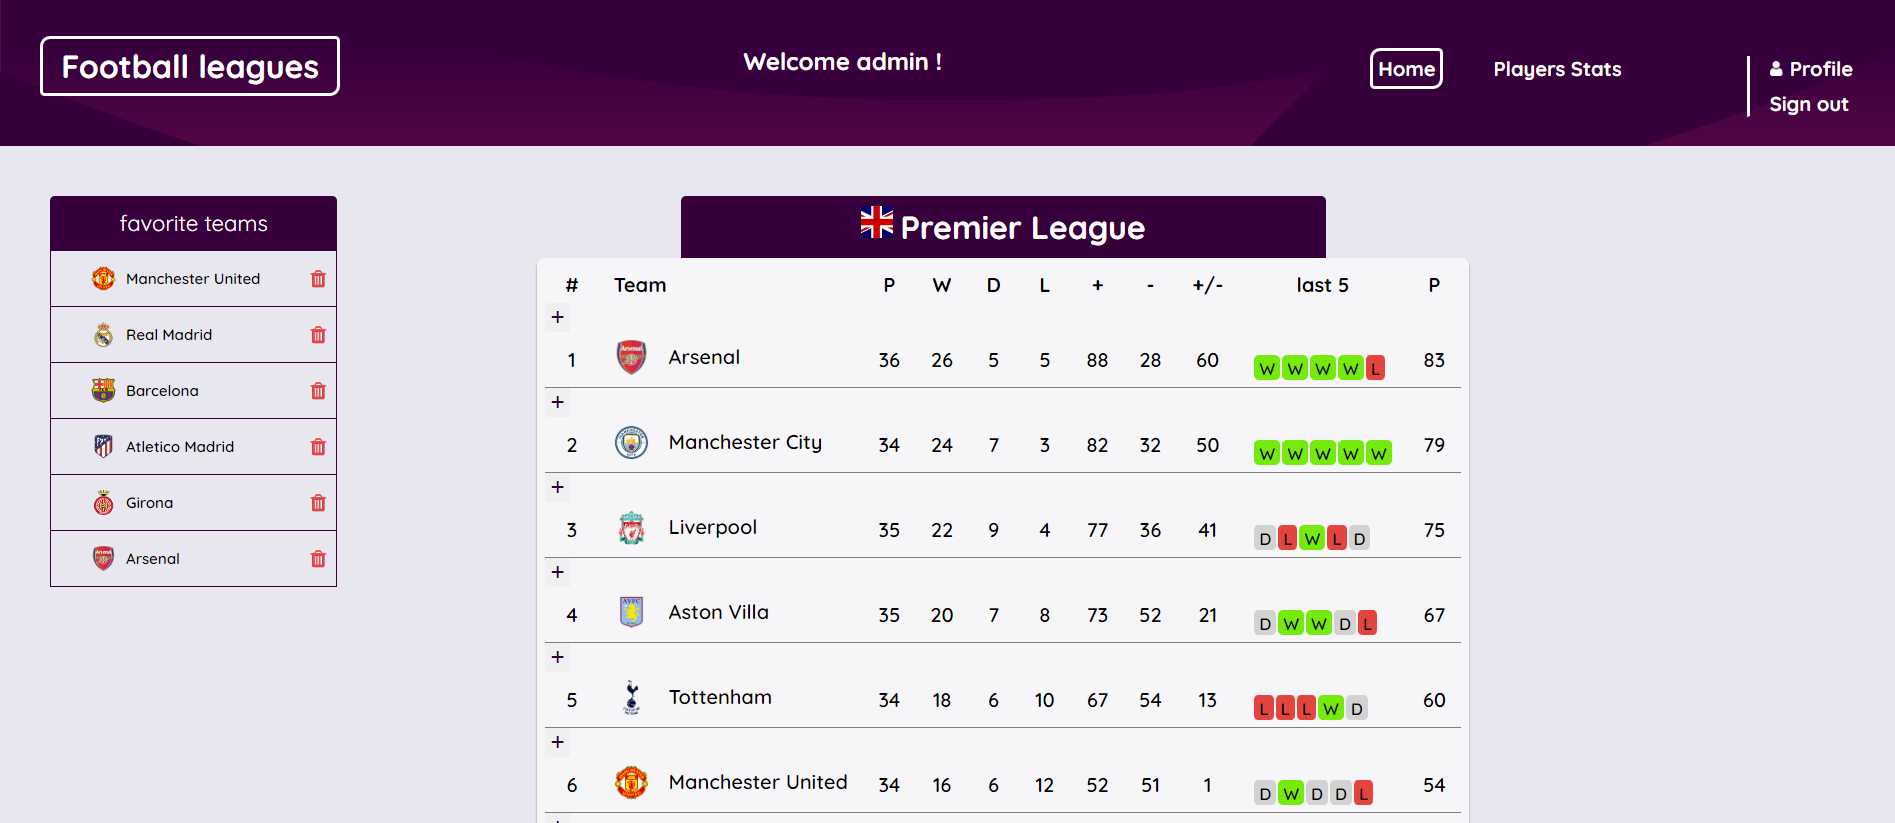 Football leagues
Welcome admin !
Home
Players Stats
Profile
Sign out
favorite teams
Manchester United
Real Madrid
Barcelona
Atletico Madrid
Girona
Arsenal
Premier League
# Team P W D L + - +/- last 5 P
+
1 Arsenal 36 26 5 5 88 28 60 W W W W L 83
+
2 Manchester City 34 24 7 3 82 32 50 W W W W W 79
+
3 Liverpool 35 22 9 4 77 36 41 D L W L D 75
+
4 Aston Villa 35 20 7 8 73 52 21 D W W D L 67
+
5 Tottenham 34 18 6 10 67 54 13 L L L W D 60
+
6 Manchester United 34 16 6 12 52 51 1 D W D D L 54